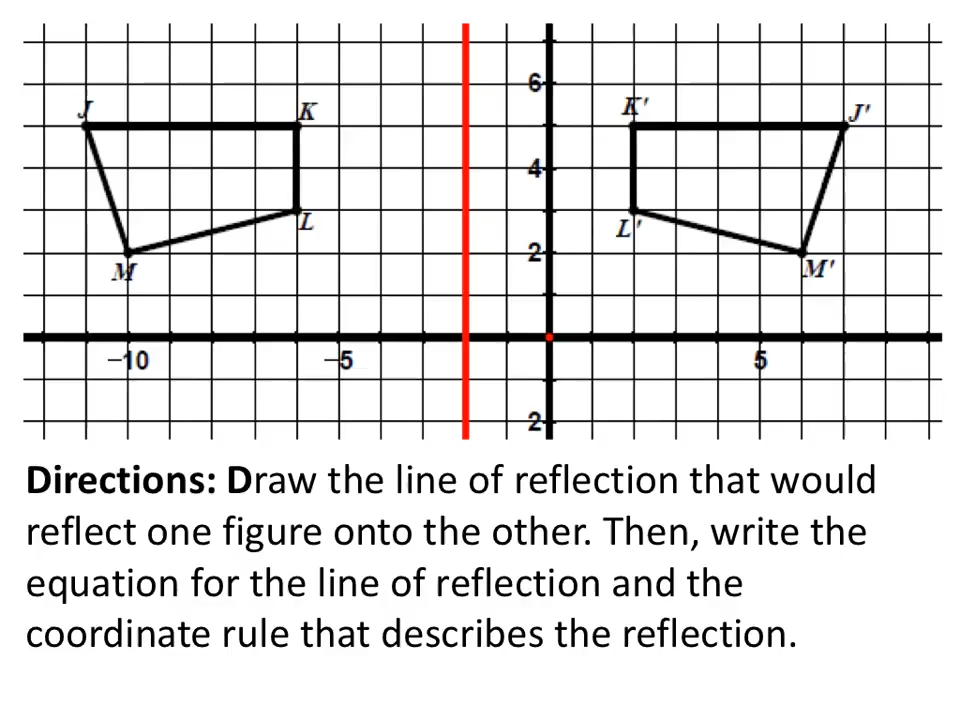 6
J
K
K'
J'
4
L
L'
2
M
M'
−10
−5
5
2
Directions: Draw the line of reflection that would
reflect one figure onto the other. Then, write the
equation for the line of reflection and the
coordinate rule that describes the reflection.